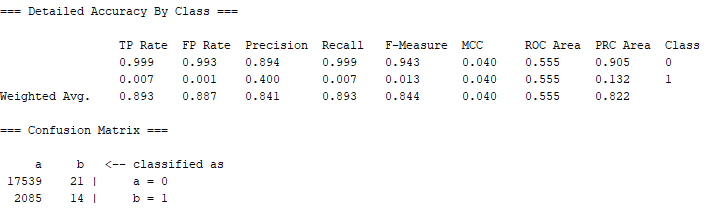 === Detailed Accuracy By Class ===
TP Rate FP Rate Precision Recall F-Measure MCC ROC Area PRC Area Class
0.999 0.993 0.894 0.999 0.943 0.040 0.555 0.905 0
0.007 0.001 0.400 0.007 0.013 0.040 0.555 0.132 1
Weighted Avg. 0.893 0.887 0.841 0.893 0.844 0.040 0.555 0.822
=== Confusion Matrix ===
a b <-- classified as
17539 21 | a = 0
2085 14 | b = 1